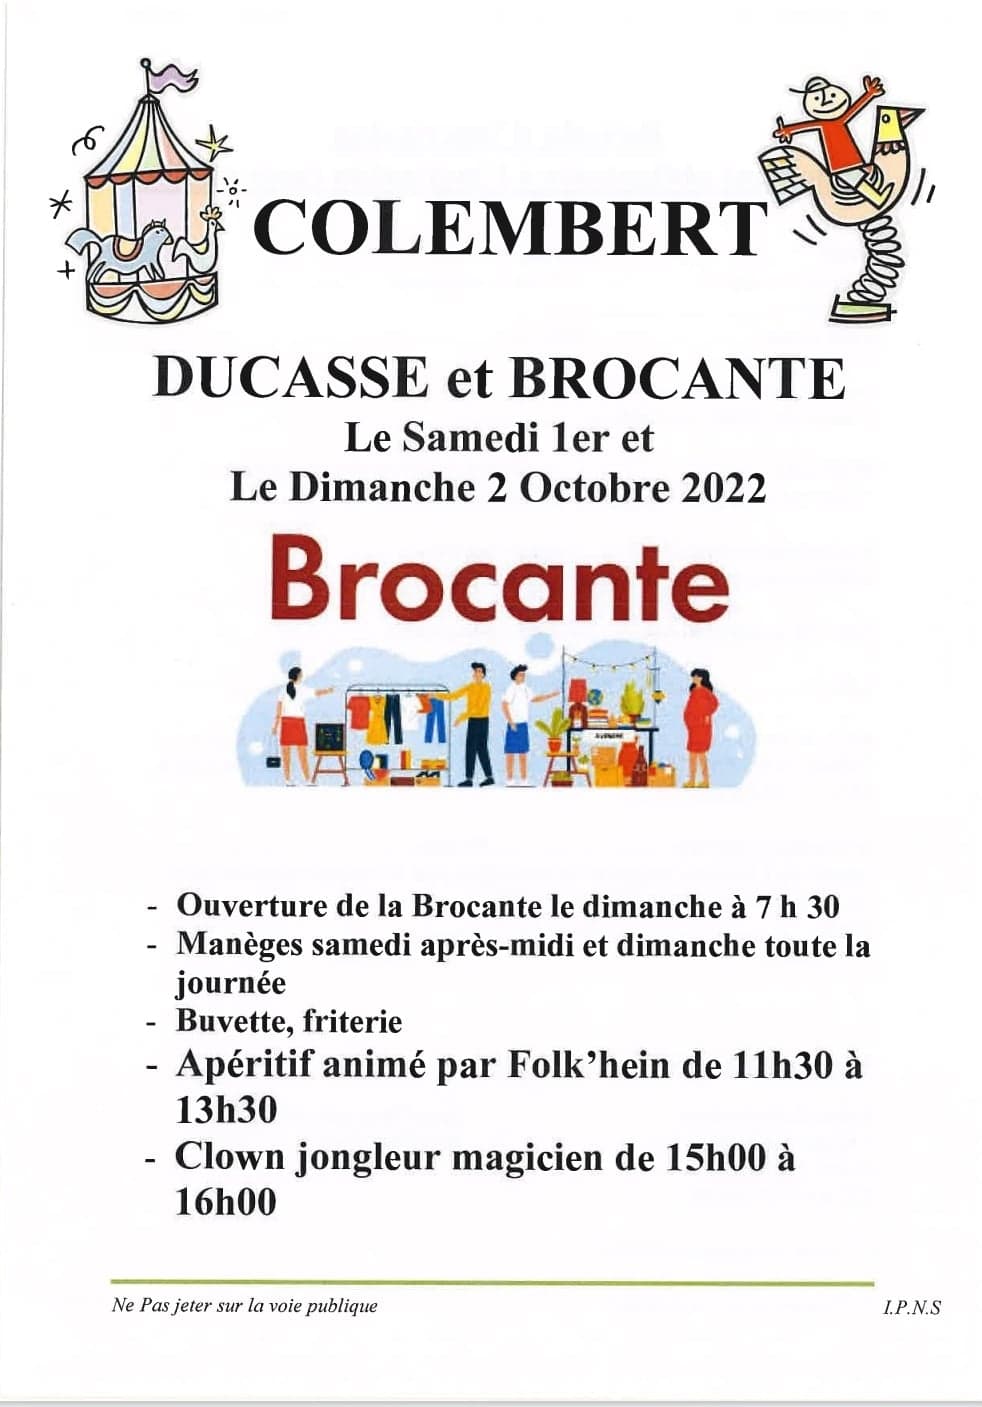 COLEMBERT
DUCASSE et BROCANTE
Le Samedi 1er et
Le Dimanche 2 Octobre 2022
Brocante
- Ouverture de la Brocante le dimanche à 7 h 30
- Manèges samedi après-midi et dimanche toute la
journée
- Buvette, friterie
- Apéritif animé par Folk’hein de 11h30 à
13h30
- Clown jongleur magicien de 15h00 à
16h00
Ne Pas jeter sur la voie publique
I.P.N.S